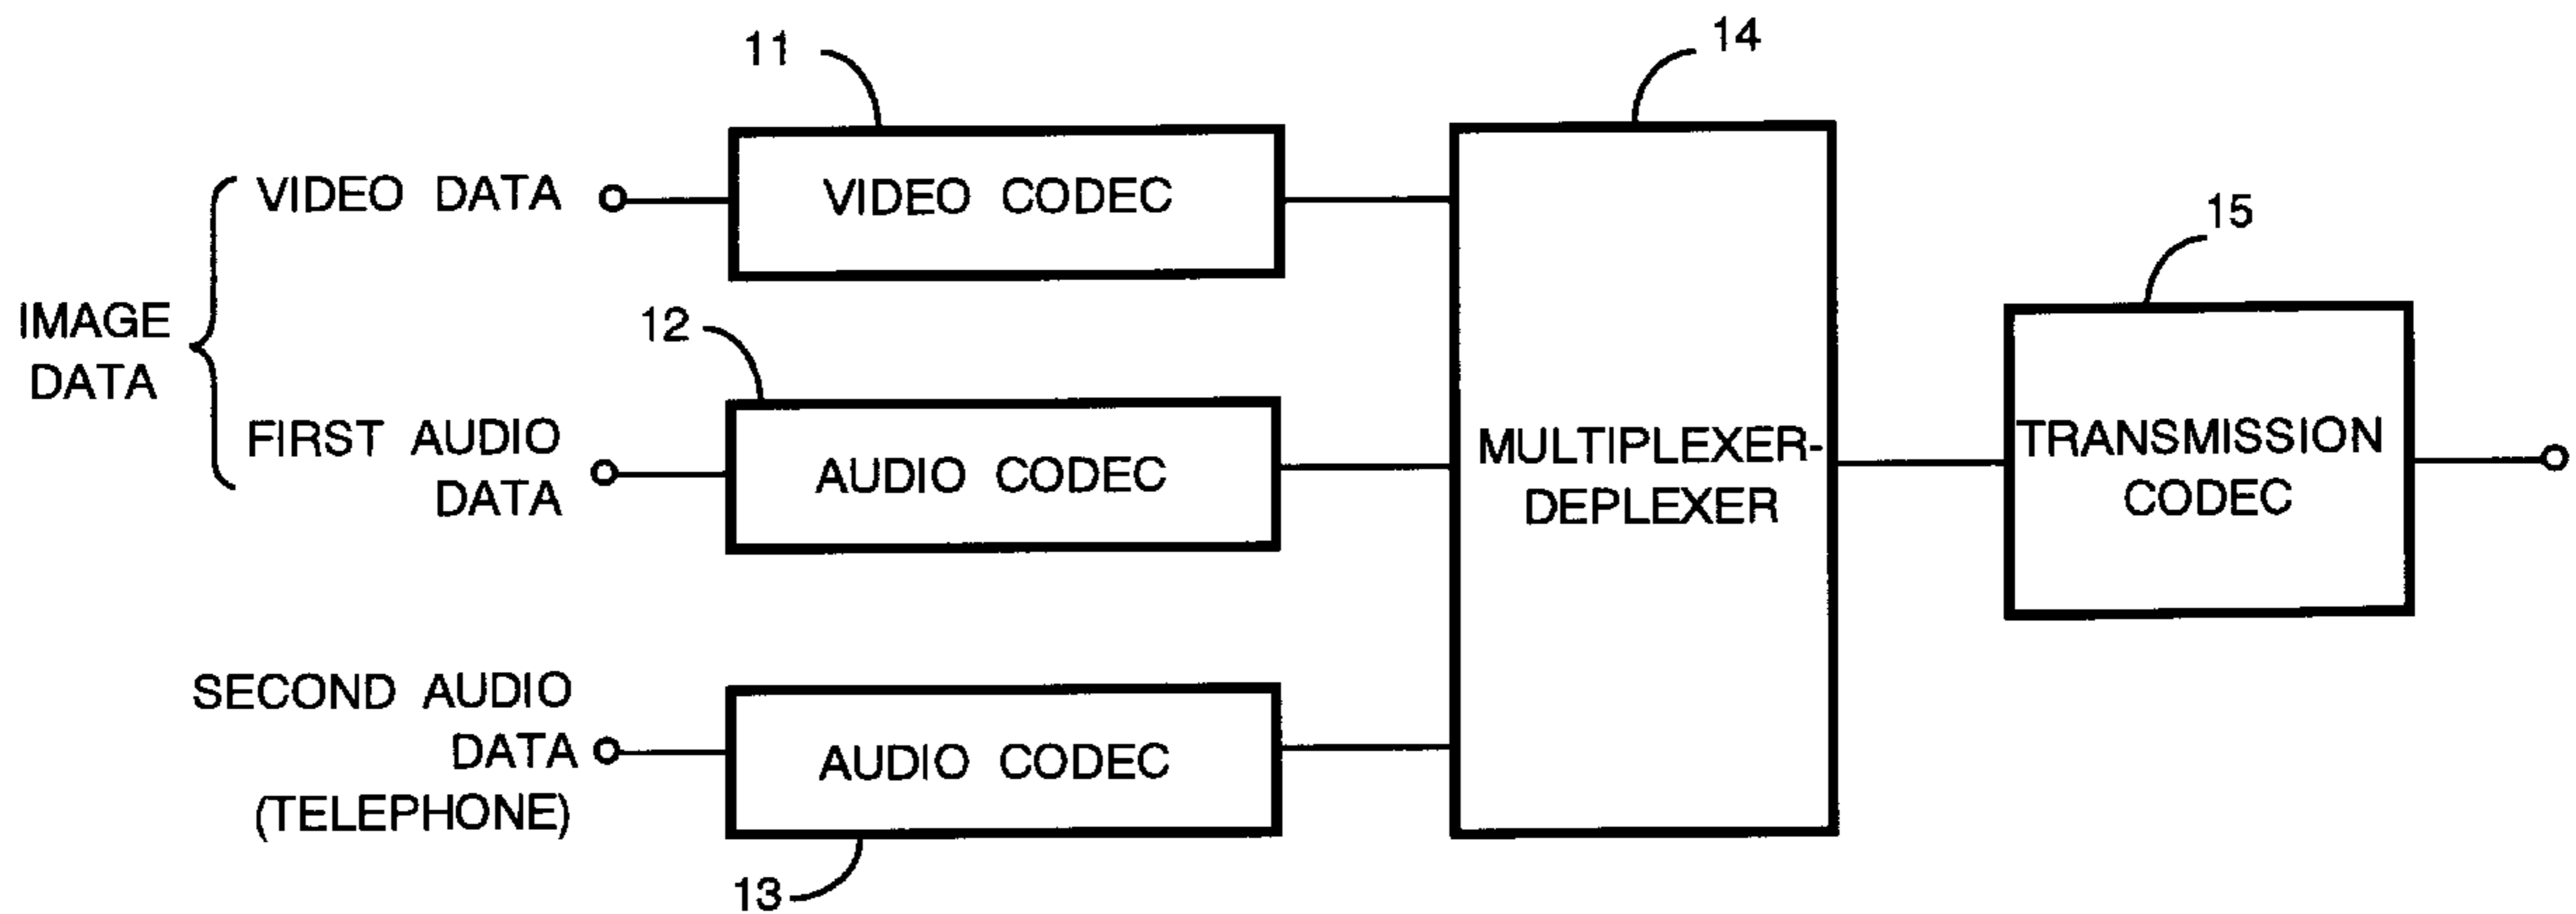 11
14
VIDEO DATA
VIDEO CODEC
15
IMAGE
DATA
12
FIRST AUDIO
DATA
AUDIO CODEC
MULTIPLEXER-
DEPLEXER
TRANSMISSION
CODEC
SECOND AUDIO
DATA
(TELEPHONE)
AUDIO CODEC
13